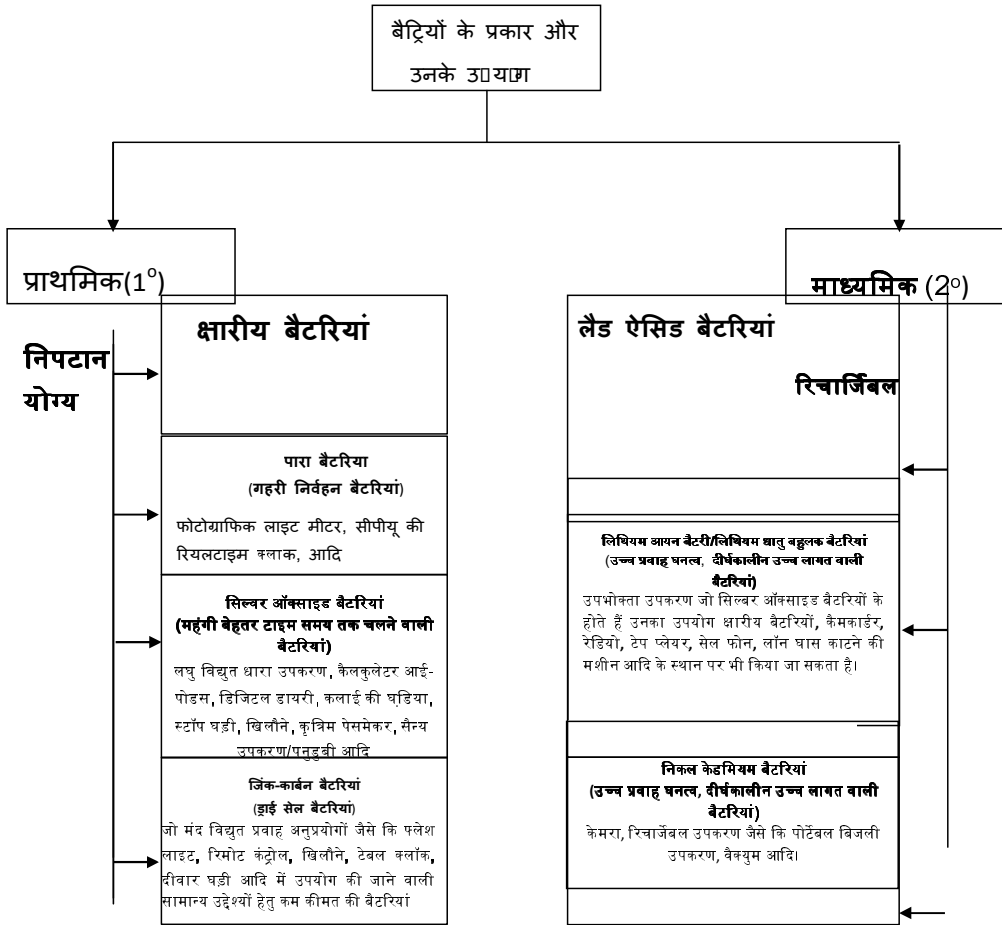 बैट्रियों के प्रकार और
उनके
प्राथमिक(1⁰)
माध्यमिक (2⁰)
निपटान
योग्य
क्षारीय बैटरियां
पारा बैटरिया
(गहरी निर्वहन बैटरियां)
फोटोग्राफिक लाइट मीटर, सीपीयू की
रियलटाइम क्लाक, आदि
सिल्वर ऑक्साइड बैटरियां
(महंगी बेहतर टाइम समय तक चलने वाली
बैटरियां)
लघु विद्युत धारा उपकरण, कैलकुलेटर आई-
पोडस, डिजिटल डायरी, कलाई की घडिया,
स्टॉप घड़ी, खिलौने, कृत्रिम पेसमेकर, सैन्य
उपकरण/पनुडुबी आदि
जिंक-कार्बन बैटरियां
(ड्राई सेल बैटरियां)
जो मंद विद्युत प्रवाह अनुप्रयोगों जैसे कि फ्लेश
लाइट, रिमोट कंट्रोल, खिलौने, टेबल क्लॉक,
दीवार घड़ी आदि में उपयोग की जाने वाली
सामान्य उद्देश्यों हेतु कम कीमत की बैटरियां
लैड ऐसिड बैटरियां
रिचार्जिबल
लिथियम आयन बैटरी/लिथियम धातु बहुलक बैटरियां
(उच्च प्रवाह घनत्व, दीर्घकालीन उच्च लागत वाली
बैटरियां)
उपभोक्ता उपकरण जो सिल्वर ऑक्साइड बैटरियों के
होते हैं उनका उपयोग क्षारीय बैटरियों, कैमकार्डर,
रेडियो, टेप प्लेयर, सेल फोन, लॉन घास काटने की
मशीन आदि के स्थान पर भी किया जा सकता है।
निकल केडमियम बैटरियां
(उच्च प्रवाह घनत्व, दीर्घकालीन उच्च लागत वाली
बैटरियां)
केमरा, रिचार्जेबल उपकरण जैसे कि पोर्टेबल बिजली
उपकरण, वैक्युम आदि।